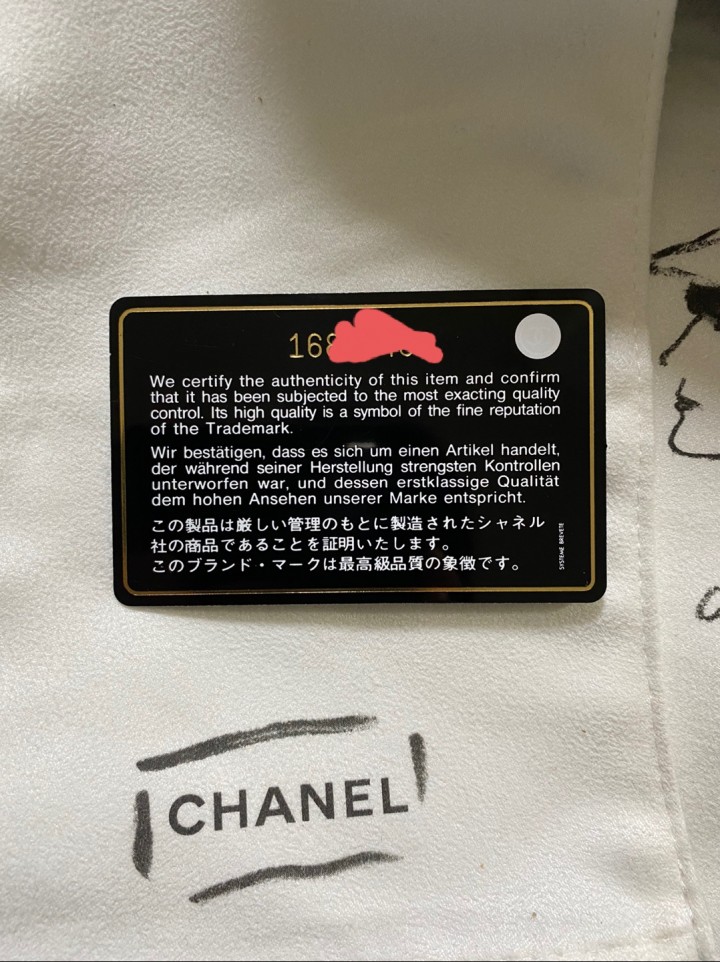 168
We certify the authenticity of this item and confirm
that it has been subjected to the most exacting quality
control. Its high quality is a symbol of the fine reputation
of the Trademark.
Wir bestätigen, dass es sich um einen Artikel handelt,
der während seiner Herstellung strengsten Kontrollen
unterworfen war, und dessen erstklassige Qualität
dem hohen Ansehen unserer Marke entspricht.
この製品は厳しい管理のもとに製造されたシャネル
社の商品であることを証明いたします。
このブランド・マークは最高級品質の象徴です。
SYSTEME BREVETE
CHANEL